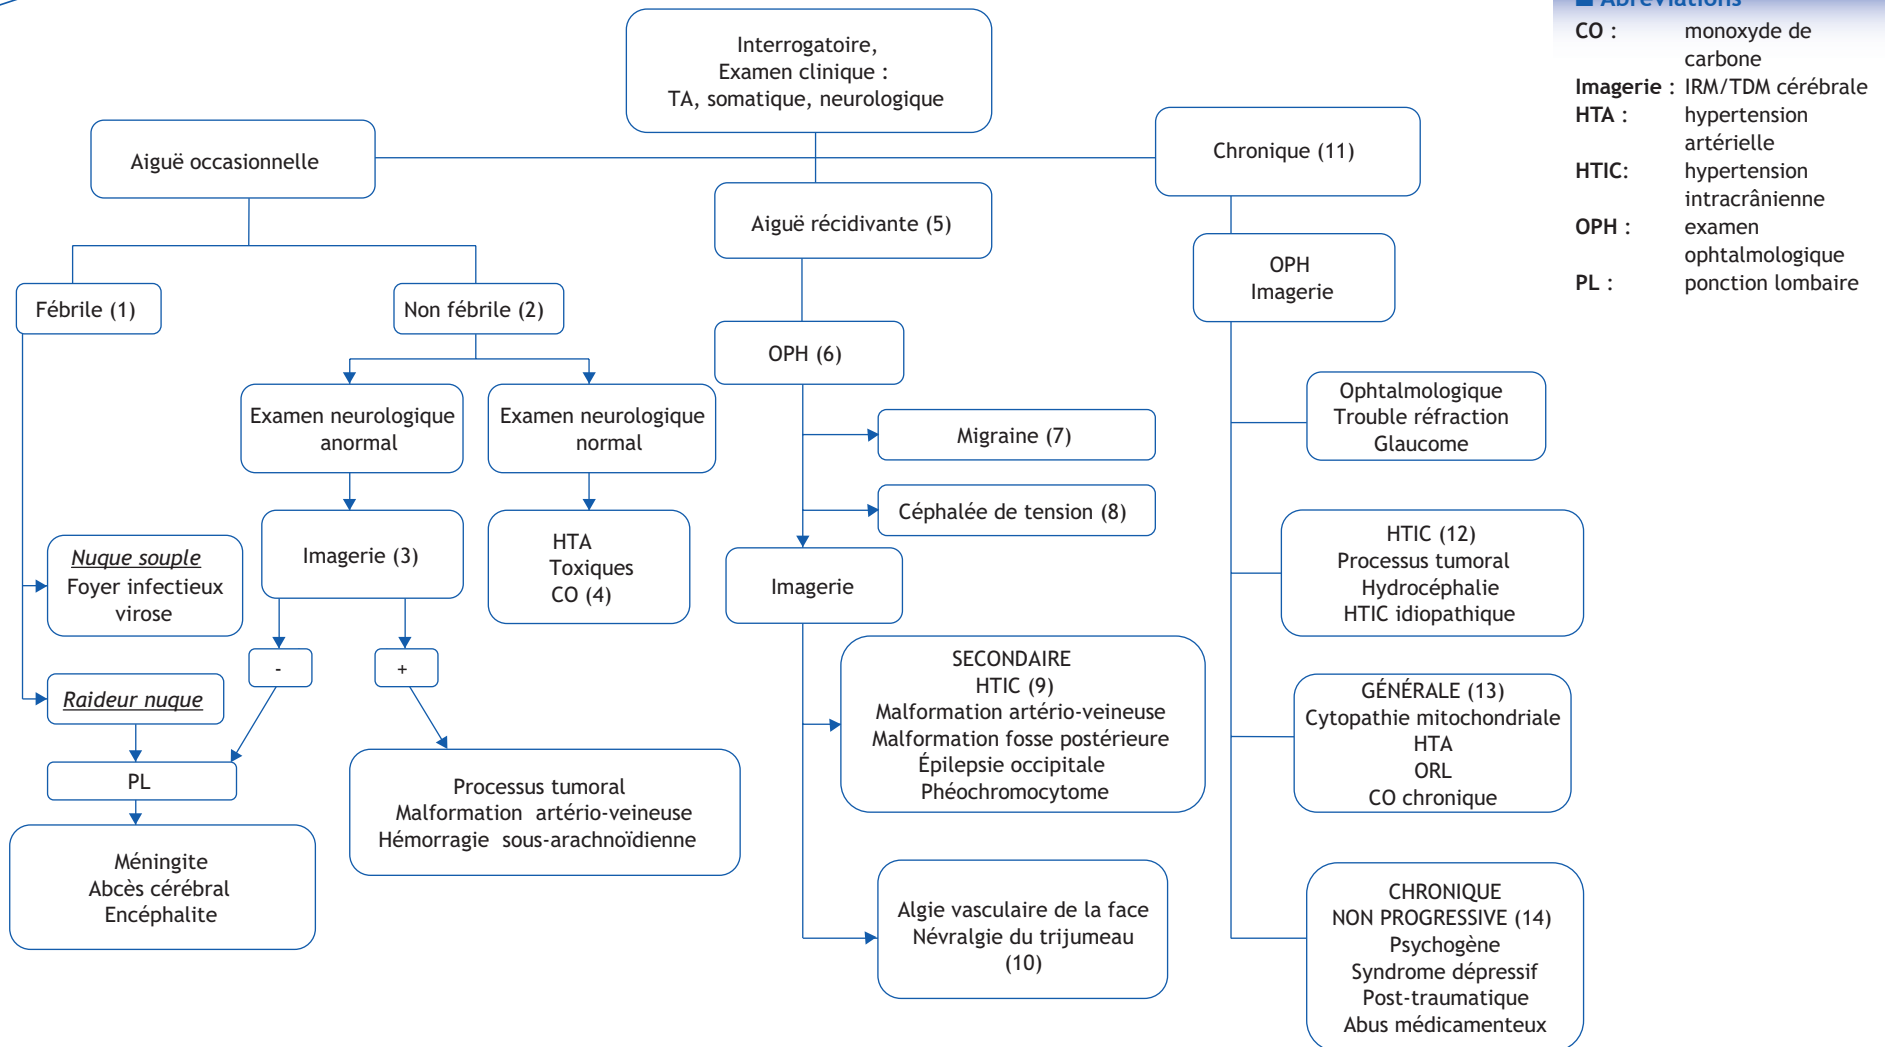 Interrogatoire,
Examen clinique :
TA, somatique, neurologique
Aiguë occasionnelle
Chronique (11)
Aiguë récidivante (5)
Fébrile (1)
Non fébrile (2)
OPH
Imagerie
OPH (6)
Examen neurologique
anormal
Examen neurologique
normal
Migraine (7)
Céphalée de tension (8)
Ophtalmologique
Trouble réfraction
Glaucome
Nuque souple
Foyer infectieux
virose
Imagerie (3)
HTA
Toxiques
CO (4)
Imagerie
HTIC (12)
Processus tumoral
Hydrocéphalie
HTIC idiopathique
-
+
Raideur nuque
SECONDAIRE
HTIC (9)
Malformation artério-veineuse
Malformation fosse postérieure
Épilepsie occipitale
Phéochromocytome
GÉNÉRALE (13)
Cytopathie mitochondriale
HTA
ORL
CO chronique
PL
Processus tumoral
Malformation artério-veineuse
Hémorragie sous-arachnoïdienne
Méningite
Abcès cérébral
Encéphalite
Algie vasculaire de la face
Névralgie du trijumeau
(10)
CHRONIQUE
NON PROGRESSIVE (14)
Psychogène
Syndrome dépressif
Post-traumatique
Abus médicamenteux
■ Abréviations
CO : monoxyde de
carbone
Imagerie : IRM/TDM cérébrale
HTA : hypertension
artérielle
HTIC: hypertension
intracrânienne
OPH : examen
ophtalmologique
PL : ponction lombaire